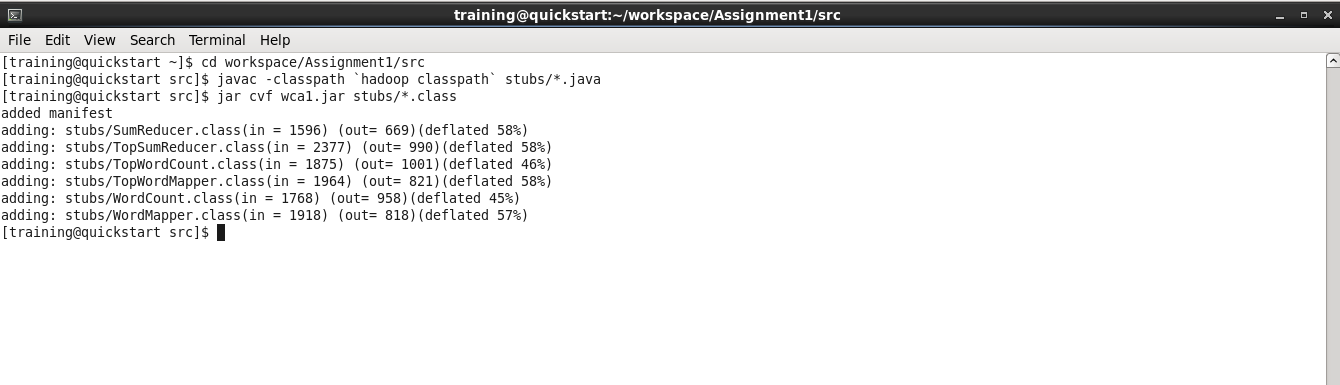 training@quickstart:~/workspace/Assignment1/src
File Edit View Search Terminal Help
[training@quickstart ~]$ cd workspace/Assignment1/src
[training@quickstart src]$ javac -classpath `hadoop classpath` stubs/*.java
[training@quickstart src]$ jar cvf wca1.jar stubs/*.class
added manifest
adding: stubs/SumReducer.class(in = 1596) (out= 669)(deflated 58%)
adding: stubs/TopSumReducer.class(in = 2377) (out= 990)(deflated 58%)
adding: stubs/TopWordCount.class(in = 1875) (out= 1001)(deflated 46%)
adding: stubs/TopWordMapper.class(in = 1964) (out= 821)(deflated 58%)
adding: stubs/WordCount.class(in = 1768) (out= 958)(deflated 45%)
adding: stubs/WordMapper.class(in = 1918) (out= 818)(deflated 57%)
[training@quickstart src]$